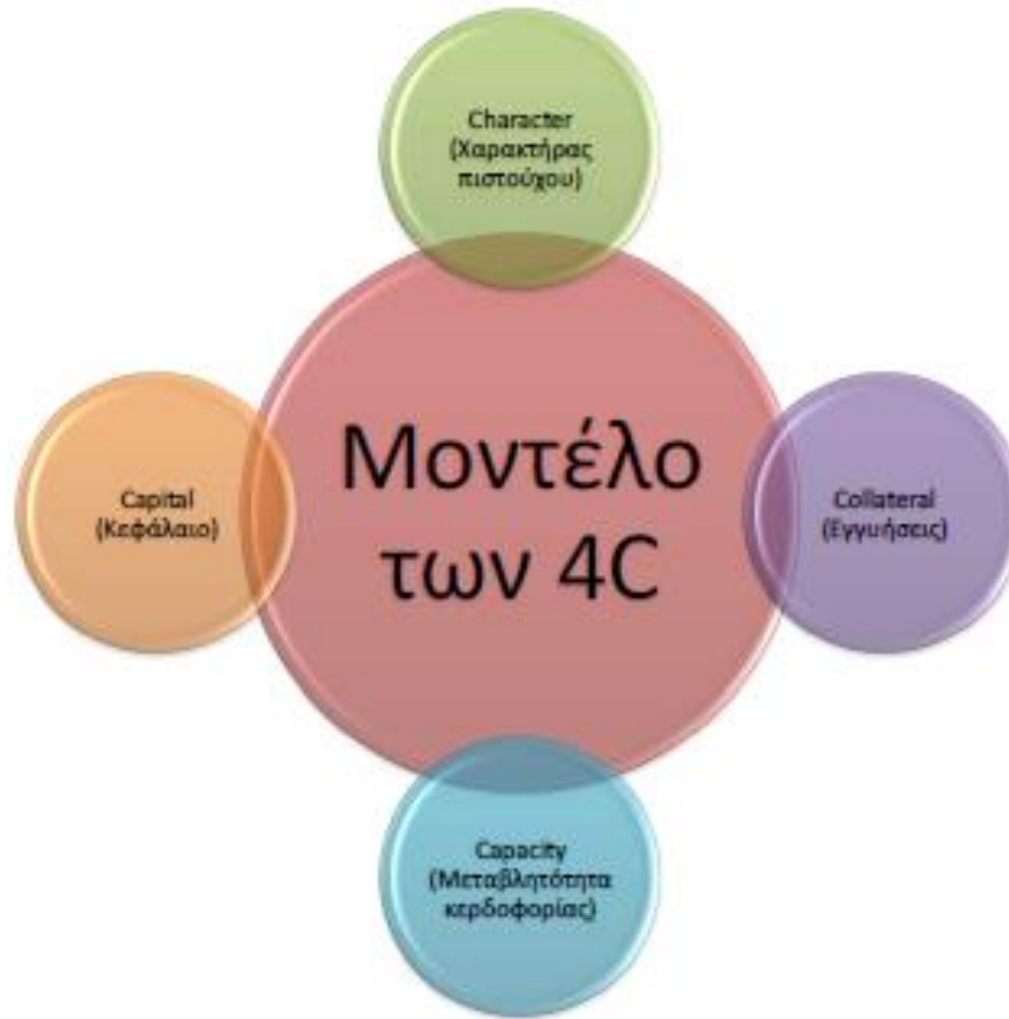 Character
(Χαρακτήρας
πιστούχου)
Capital
(Κεφάλαιο)
Μοντέλο
των 4C
Collateral
(Εγγυήσεις)
Capacity
(Μεταβλητότητα
κερδοφορίας)